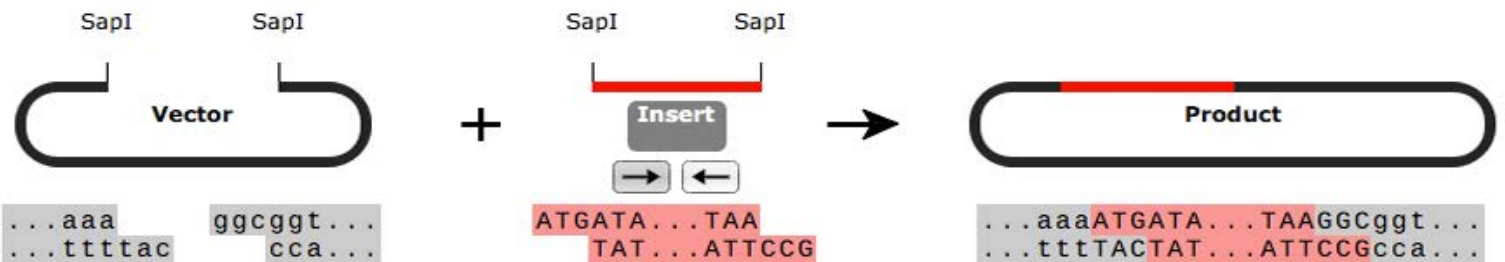 SapI SapI SapI SapI
Vector + Insert → Product
→ ←
...aaa ggcggt... ATGATA...TAA ...aaaATGATA...TAAGGCggt...
...ttttac cca... TAT...ATTCCG ...tttTACTAT...ATTCCGcca...